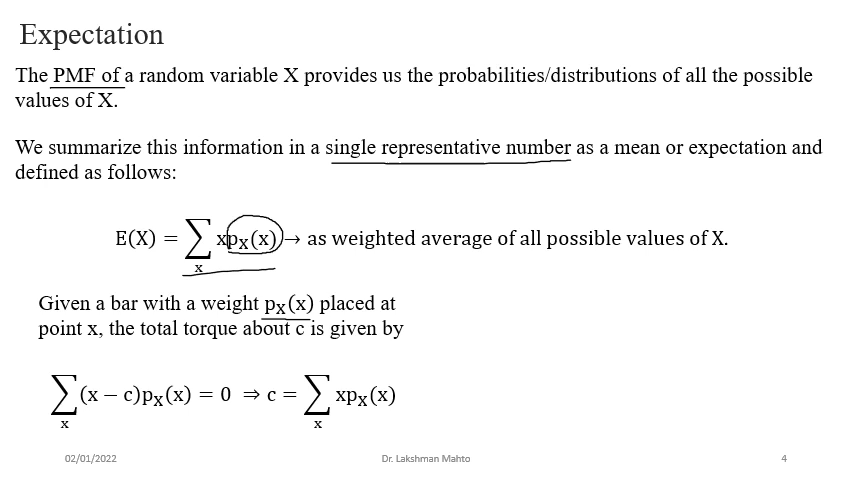 Expectation
The PMF of a random variable X provides us the probabilities/distributions of all the possible
values of X.
We summarize this information in a single representative number as a mean or expectation and
defined as follows:
E(X) = ∑ₓ xpₓ(x) → as weighted average of all possible values of X.
Given a bar with a weight pₓ(x) placed at
point x, the total torque about c is given by
∑ₓ (x − c)pₓ(x) = 0 ⇒ c = ∑ₓ xpₓ(x)
02/01/2022 Dr. Lakshman Mahto 4